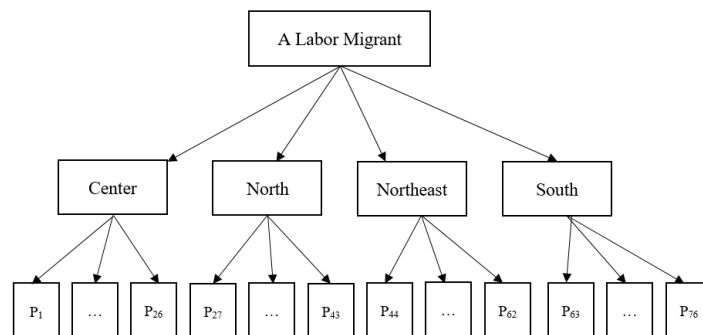 A Labor Migrant
Center
North
Northeast
South
P₁
…
P₂₆
P₂₇
…
P₄₃
P₄₄
…
P₆₂
P₆₃
…
P₇₆